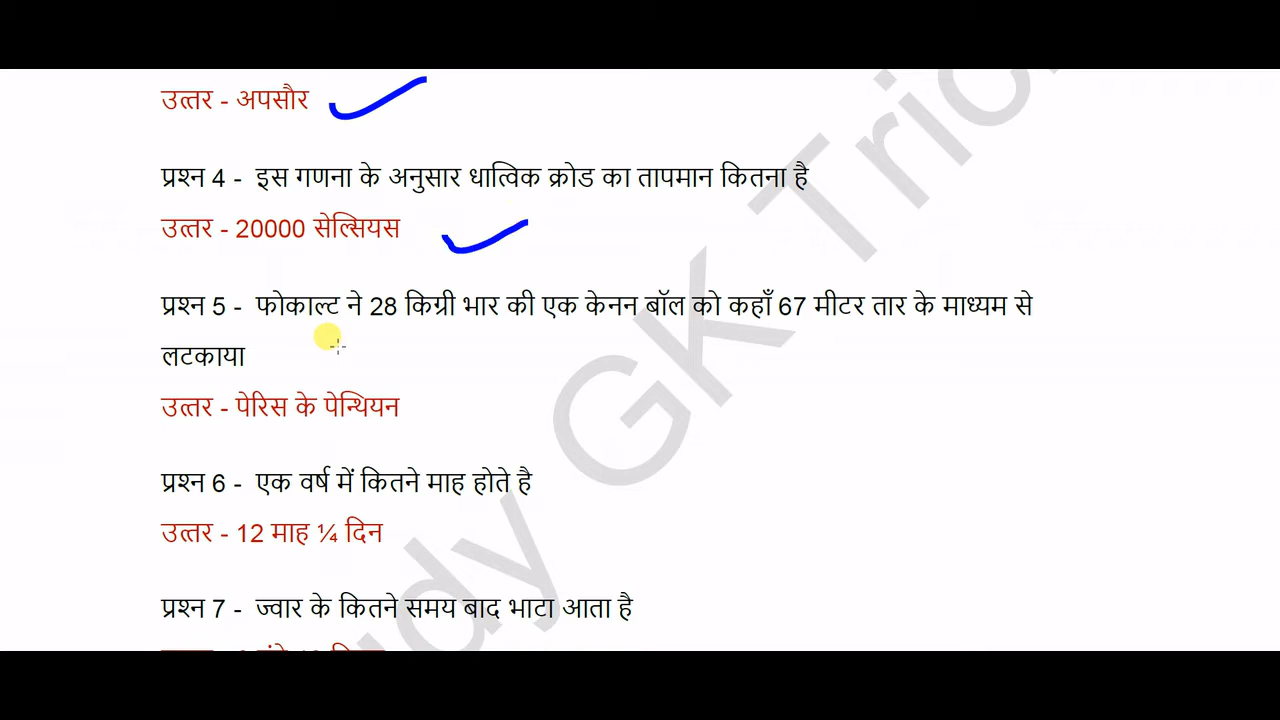 उत्तर - अपसौर
प्रश्न 4 - इस गणना के अनुसार धात्विक क्रोड का तापमान कितना है
उत्तर - 20000 सेल्सियस
प्रश्न 5 - फोकाल्ट ने 28 किग्री भार की एक केनन बॉल को कहाँ 67 मीटर तार के माध्यम से
लटकाया
उत्तर - पेरिस के पेन्थियन
प्रश्न 6 - एक वर्ष में कितने माह होते है
उत्तर - 12 माह ¼ दिन
प्रश्न 7 - ज्वार के कितने समय बाद भाटा आता है
GK